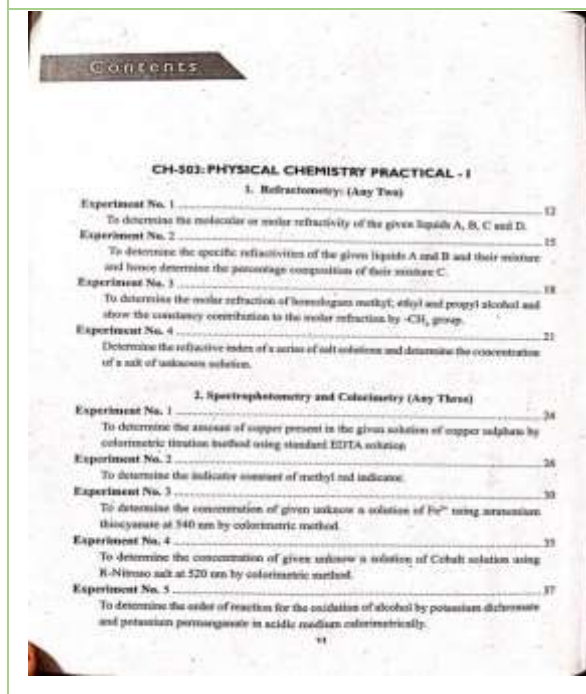 Contents
CH-503: PHYSICAL CHEMISTRY PRACTICAL - I
1. Refractometry: (Any Two)
Experiment No. 1 12
To determine the molecular or molar refractivity of the given liquids A, B, C and D.
Experiment No. 2 15
To determine the specific refractivities of the given liquids A and B and their mixture
and hence determine the percentage composition of their mixture C.
Experiment No. 3 18
To determine the molar refraction of homologues methyl, ethyl and propyl alcohol and
show the constancy contribution to the molar refraction by -CH₂ group.
Experiment No. 4 21
Determine the refractive index of a series of salt solutions and determine the concentration
of a salt of unknown solution.
2. Spectrophotometry and Colorimetry (Any Three)
Experiment No. 1 24
To determine the amount of copper present in the given solution of copper sulphate by
colorimetric titration method using standard EDTA solution
Experiment No. 2
To determine the indicator constant of methyl red indicator.
Experiment No. 3 30
To determine the concentration of given unknow a solution of using ammonium
thiocyanate at 540 nm by colorimetric method.
Experiment No. 4
To determine the concentration of given unknow a solution of Cobalt solution using
R-Nitroso salt at 520 nm by colorimetric method.
Experiment No. 5 37
To determine the order of reaction for the oxidation of alcohol by potassium dichromate
and potassium permanganate in acidic medium colorimetrically.